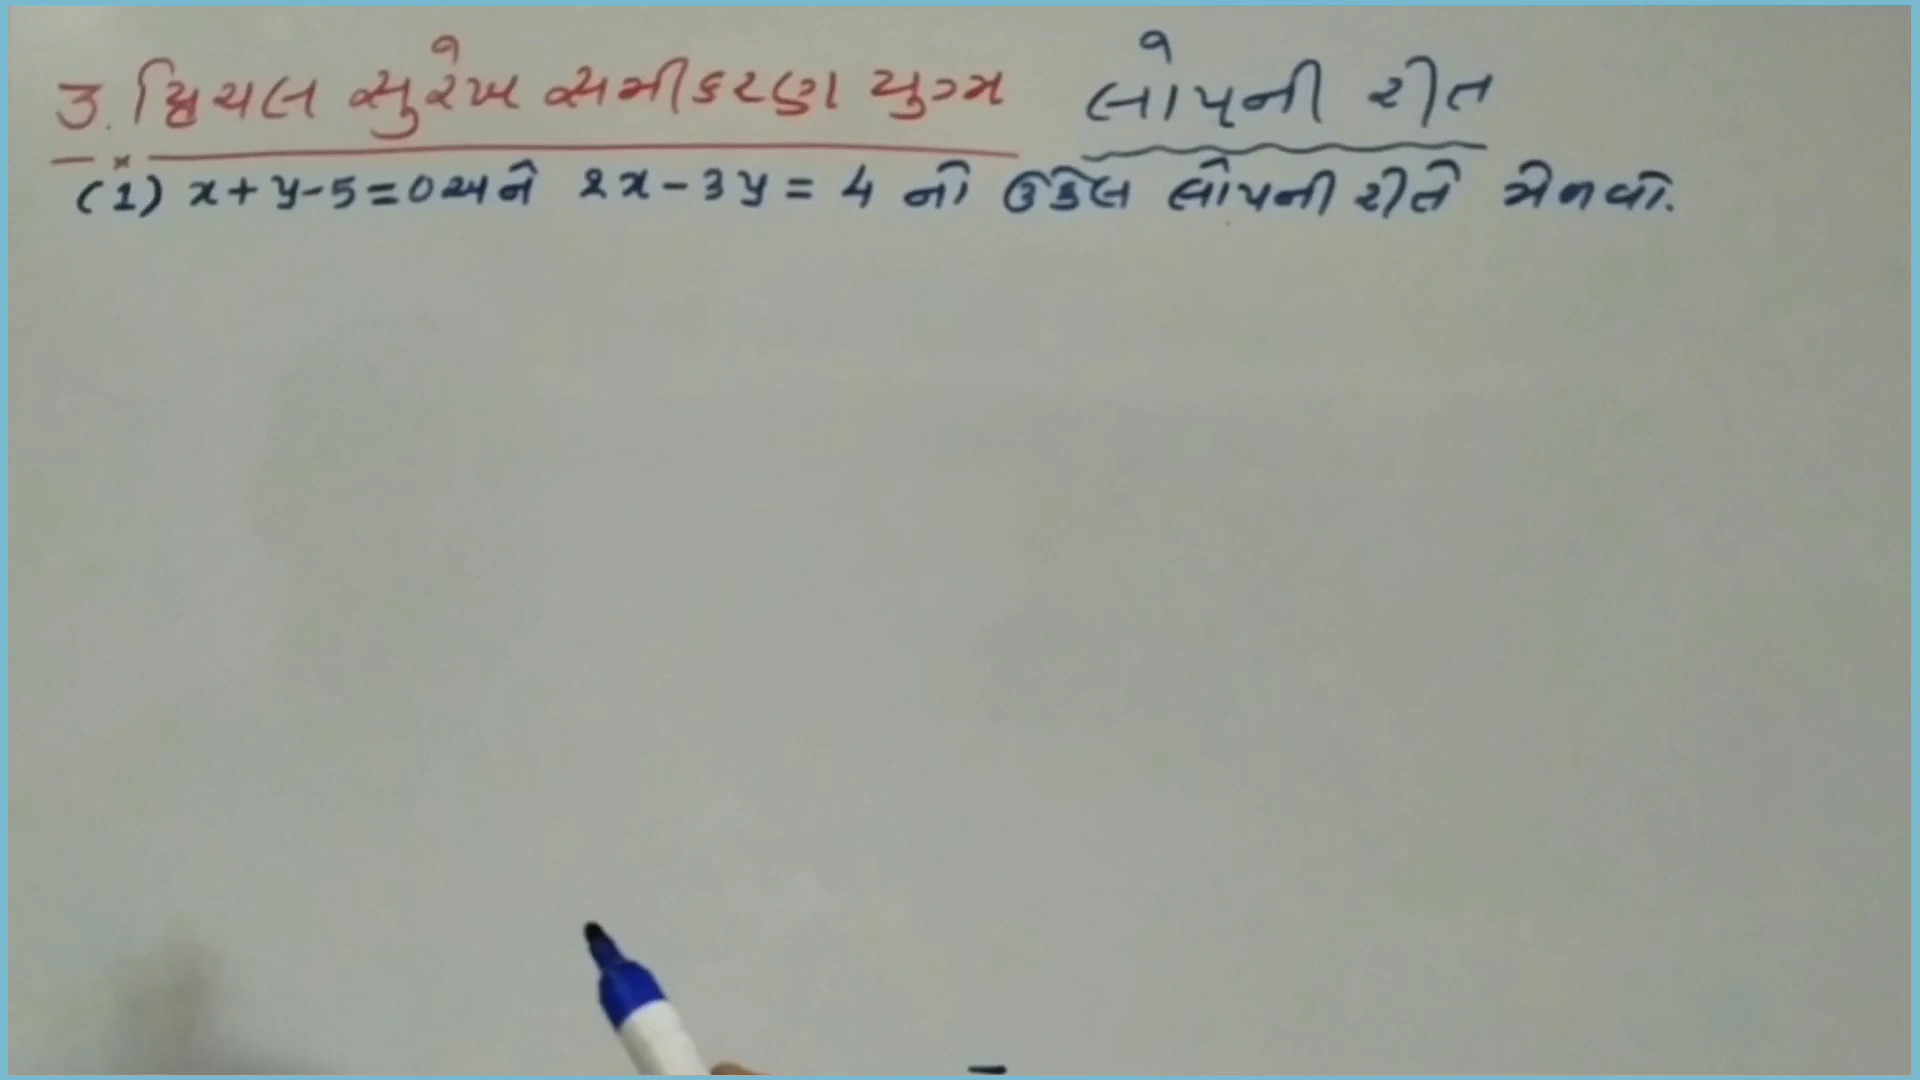 3. દ્વિચલ સુરેખ સમીકરણ યુગ્મ લોપની રીત
(1) x + y - 5 = 0 અને 2x - 3y = 4 નો ઉકેલ લોપની રીતે મેળવો.